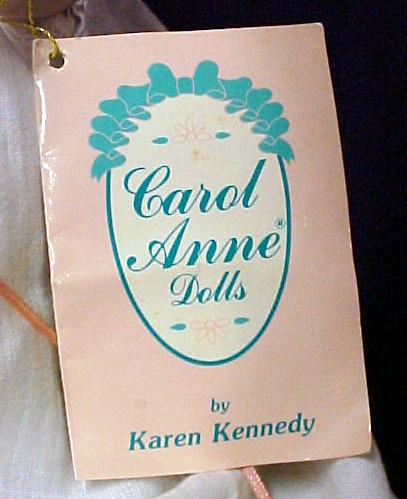 Carol
Anne®
Dolls
by
Karen Kennedy